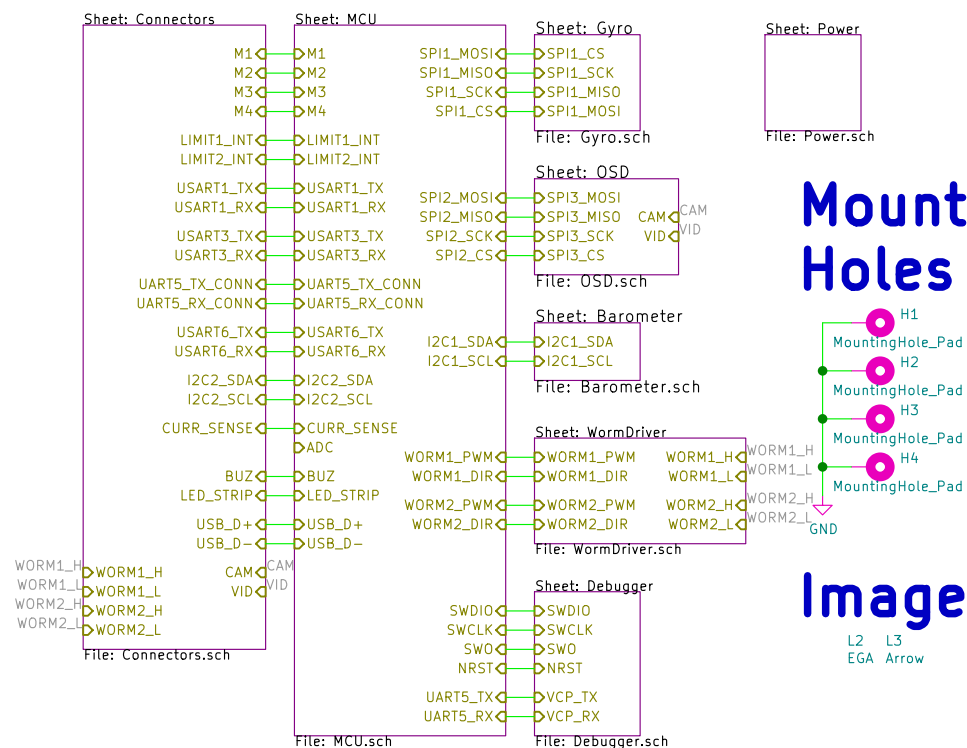 Sheet: Connectors
M1
M2
M3
M4
LIMIT1_INT
LIMIT2_INT
USART1_TX
USART1_RX
USART3_TX
USART3_RX
UART5_TX_CONN
UART5_RX_CONN
USART6_TX
USART6_RX
I2C2_SDA
I2C2_SCL
CURR_SENSE
BUZ
LED_STRIP
USB_D+
USB_D-
WORM1_H WORM1_H
WORM1_L WORM1_L
WORM2_H WORM2_H
WORM2_L WORM2_L
CAM CAM
VID VID
File: Connectors.sch
Sheet: MCU
M1
M2
M3
M4
LIMIT1_INT
LIMIT2_INT
USART1_TX
USART1_RX
USART3_TX
USART3_RX
UART5_TX_CONN
UART5_RX_CONN
USART6_TX
USART6_RX
I2C2_SDA
I2C2_SCL
CURR_SENSE
ADC
BUZ
LED_STRIP
USB_D+
USB_D-
SPI1_MOSI
SPI1_MISO
SPI1_SCK
SPI1_CS
SPI2_MOSI
SPI2_MISO
SPI2_SCK
SPI2_CS
I2C1_SDA
I2C1_SCL
WORM1_PWM
WORM1_DIR
WORM2_PWM
WORM2_DIR
SWDIO
SWCLK
SWO
NRST
UART5_TX
UART5_RX
File: MCU.sch
Sheet: Gyro
SPI1_CS
SPI1_SCK
SPI1_MISO
SPI1_MOSI
File: Gyro.sch
Sheet: OSD
SPI3_MOSI
SPI3_MISO
SPI3_SCK
SPI3_CS
CAM CAM
VID VID
File: OSD.sch
Sheet: Barometer
I2C1_SDA
I2C1_SCL
File: Barometer.sch
Sheet: WormDriver
WORM1_PWM
WORM1_DIR
WORM2_PWM
WORM2_DIR
WORM1_H WORM1_H
WORM1_L WORM1_L
WORM2_H WORM2_H
WORM2_L WORM2_L
File: WormDriver.sch
Sheet: Debugger
SWDIO
SWCLK
SWO
NRST
VCP_TX
VCP_RX
File: Debugger.sch
Sheet: Power
File: Power.sch
Mount
Holes
H1
MountingHole_Pad
H2
MountingHole_Pad
H3
MountingHole_Pad
H4
MountingHole_Pad
GND
Image
L2 L3
EGA Arrow